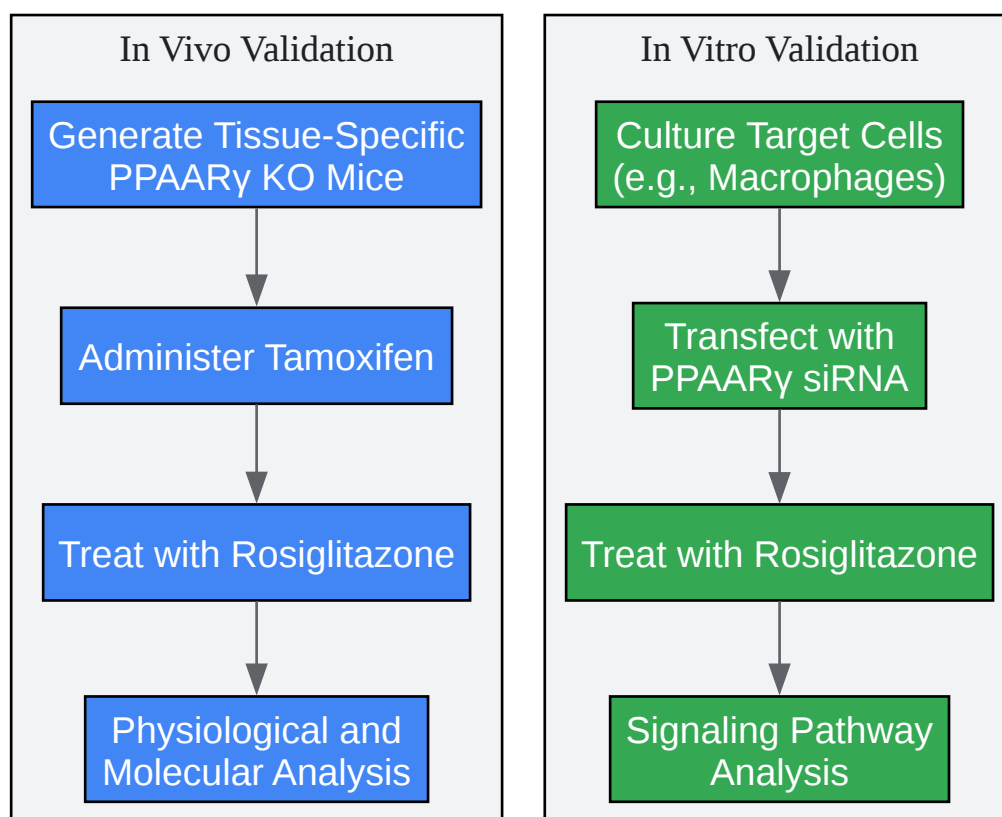 In Vivo Validation
Generate Tissue-Specific
PPAARγ KO Mice
Administer Tamoxifen
Treat with Rosiglitazone
Physiological and
Molecular Analysis
In Vitro Validation
Culture Target Cells
(e.g., Macrophages)
Transfect with
PPAARγ siRNA
Treat with Rosiglitazone
Signaling Pathway
Analysis